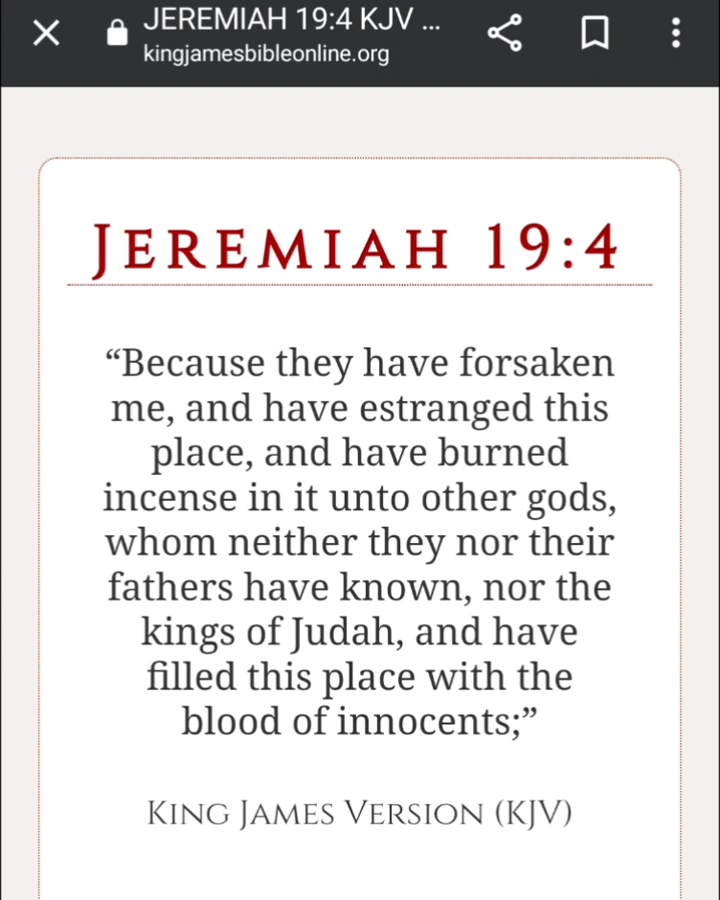 JEREMIAH 19:4 KJV ...
kingjamesbibleonline.org
JEREMIAH 19:4
“Because they have forsaken
me, and have estranged this
place, and have burned
incense in it unto other gods,
whom neither they nor their
fathers have known, nor the
kings of Judah, and have
filled this place with the
blood of innocents;”
KING JAMES VERSION (KJV)